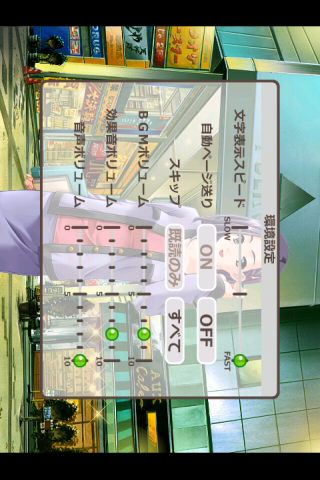 環境設定
文字表示スピード
SLOW
FAST
自動ページ送り
ON
OFF
スキップ
既読のみ
すべて
BGMボリューム
0 5 10
効果音ボリューム
0 5 10
音声ボリューム
0 5 10